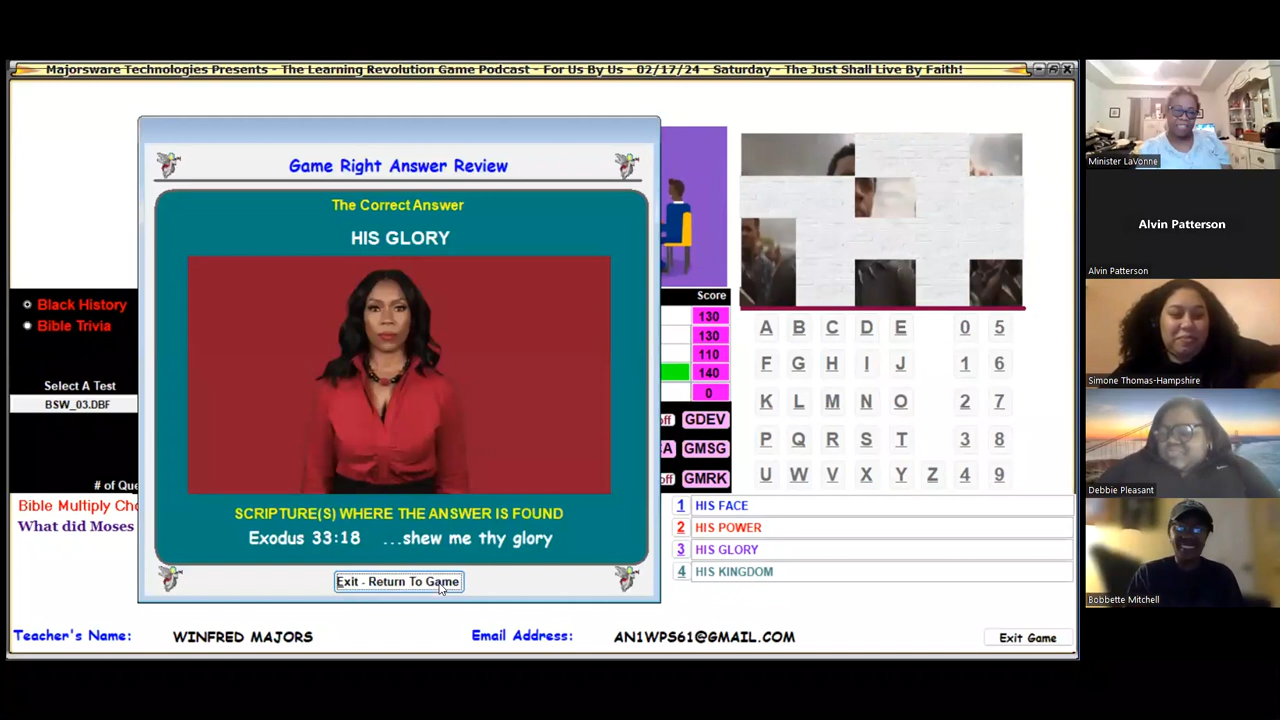 Majorsware Technologies Presents - The Learning Revolution Game Podcast - For Us By Us - 02/17/24 - Saturday - The Just Shall Live By Faith!
Game Right Answer Review
The Correct Answer
HIS GLORY
SCRIPTURE(S) WHERE THE ANSWER IS FOUND
Exodus 33:18 ...shew me thy glory
Exit - Return To Game
Black History
Bible Trivia
Select A Test
BSW_03.DBF
# of Que
Bible Multiply Cho
What did Moses
Score
130
130
110
140
0
off GDEV
A GMSG
off GMRK
A B C D E 0 5
F G H I J 1 6
K L M N O 2 7
P Q R S T 3 8
U W V X Y Z 4 9
1 HIS FACE
2 HIS POWER
3 HIS GLORY
4 HIS KINGDOM
Teacher's Name: WINFRED MAJORS Email Address: AN1WPS61@GMAIL.COM Exit Game
Minister LaVonne
Alvin Patterson
Alvin Patterson
Simone Thomas-Hampshire
Debbie Pleasant
Bobbette Mitchell